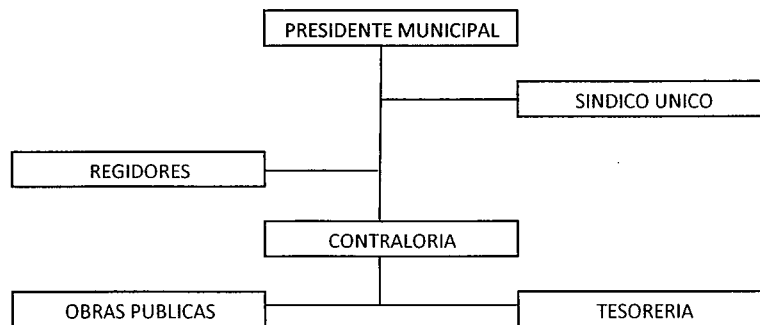 PRESIDENTE MUNICIPAL
SINDICO UNICO
REGIDORES
CONTRALORIA
OBRAS PUBLICAS
TESORERIA